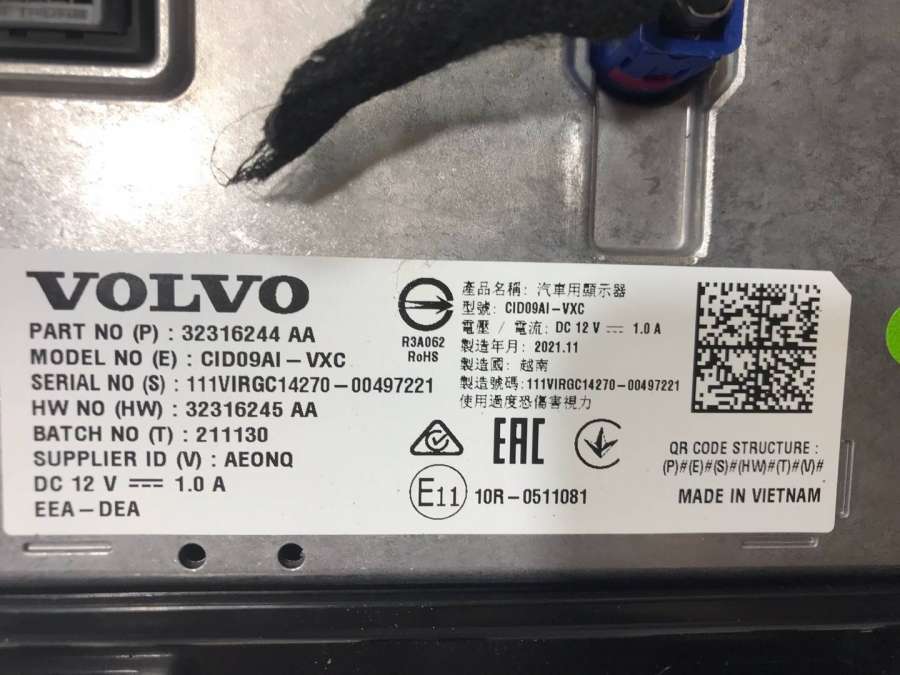 VOLVO
PART NO (P) : 32316244 AA
MODEL NO (E) : CID09AI-VXC
SERIAL NO (S) : 111VIRGC14270-00497221
HW NO (HW) : 32316245 AA
BATCH NO (T) : 211130
SUPPLIER ID (V) : AEONQ
DC 12 V ⎓ 1.0 A
EEA-DEA
R3A062
RoHS
產品名稱: 汽車用顯示器
型號: CID09AI-VXC
電壓 / 電流: DC 12 V ⎓ 1.0 A
製造年月: 2021.11
製造國: 越南
製造號碼: 111VIRGC14270-00497221
使用過度恐傷害視力
EAC
E11 10R-0511081
QR CODE STRUCTURE :
(P)#(E)#(S)#(HW)#(T)#(V)#
MADE IN VIETNAM